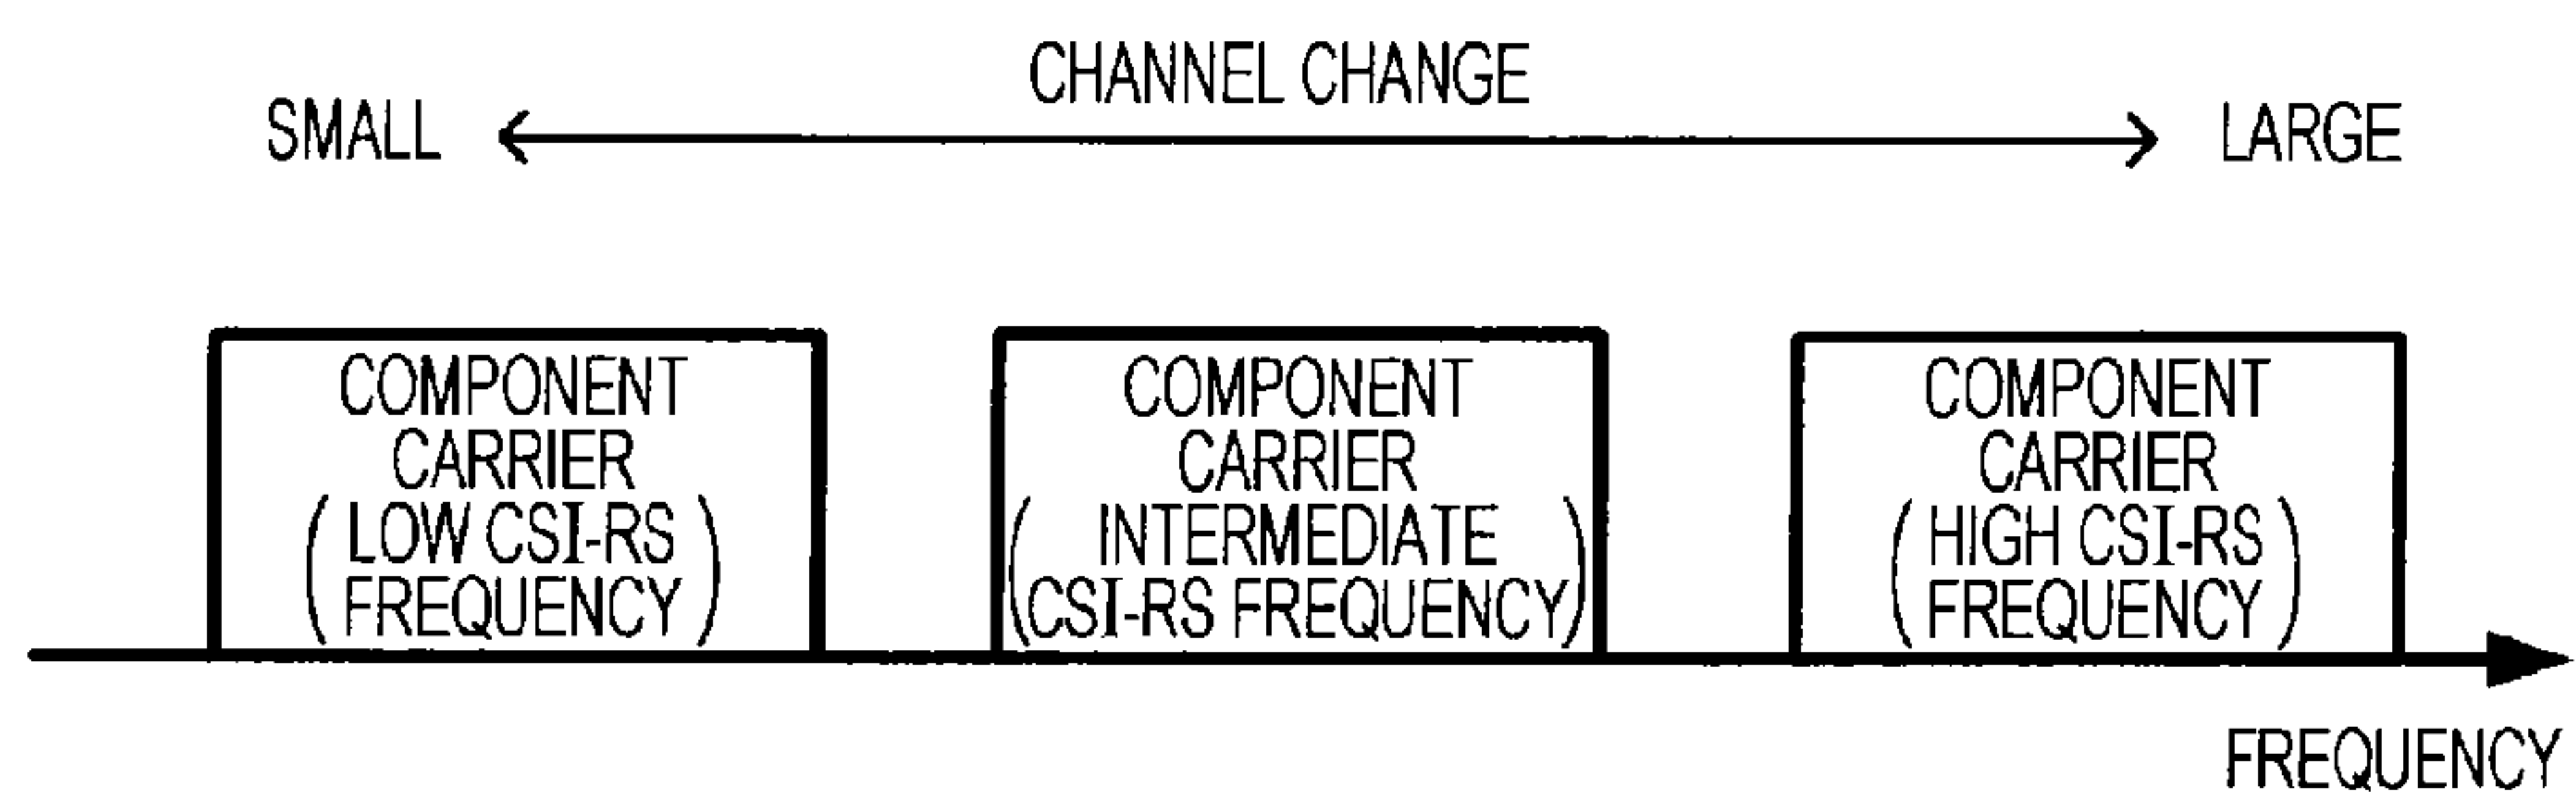 CHANNEL CHANGE
SMALL
LARGE
COMPONENT
CARRIER
(LOW CSI-RS
FREQUENCY)
COMPONENT
CARRIER
(INTERMEDIATE
CSI-RS FREQUENCY)
COMPONENT
CARRIER
(HIGH CSI-RS
FREQUENCY)
FREQUENCY